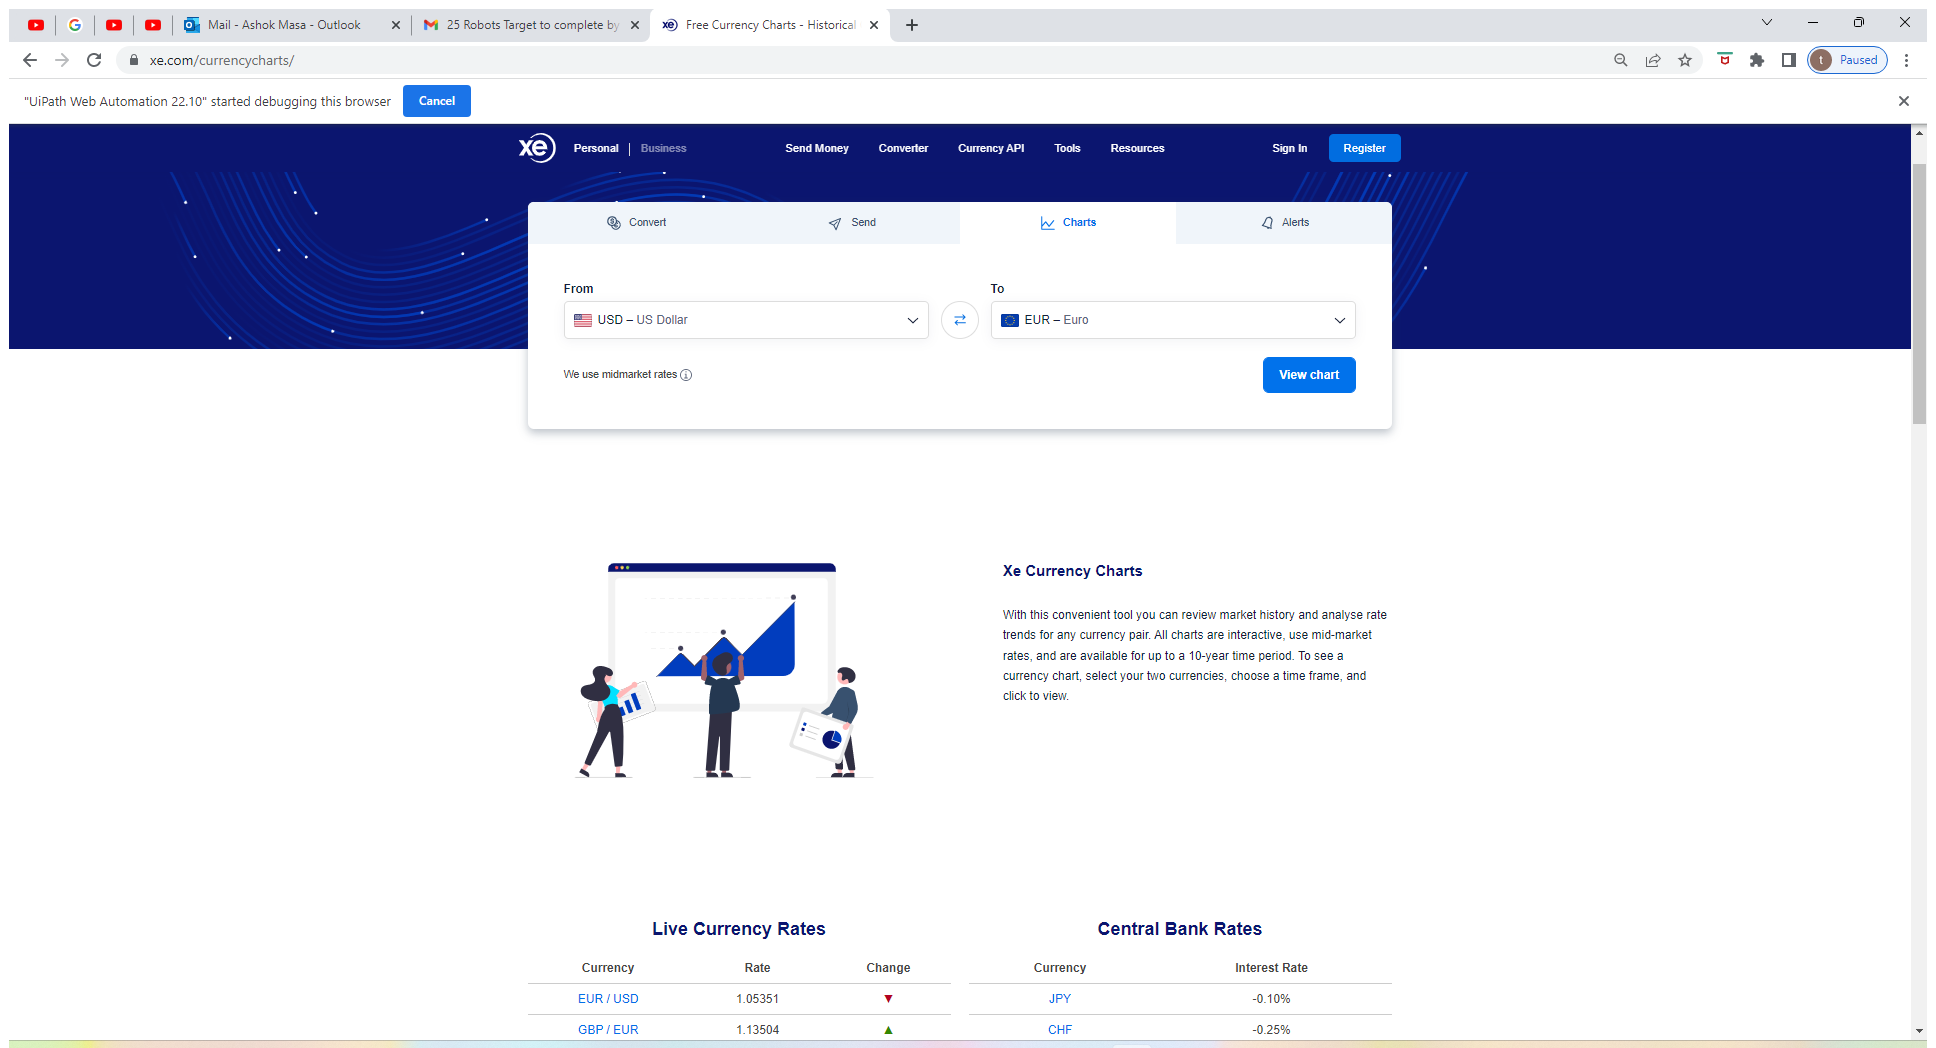 Mail - Ashok Masa - Outlook
25 Robots Target to complete by
Free Currency Charts - Historical
xe.com/currencycharts/
t Paused
"UiPath Web Automation 22.10" started debugging this browser
Cancel
xe
Personal | Business
Send Money
Converter
Currency API
Tools
Resources
Sign In
Register
Convert
Send
Charts
Alerts
From
To
USD – US Dollar
EUR – Euro
We use midmarket rates
View chart
Xe Currency Charts
With this convenient tool you can review market history and analyse rate
trends for any currency pair. All charts are interactive, use mid-market
rates, and are available for up to a 10-year time period. To see a
currency chart, select your two currencies, choose a time frame, and
click to view.
Live Currency Rates
Currency Rate Change
EUR / USD 1.05351 ▼
GBP / EUR 1.13504 ▲
Central Bank Rates
Currency Interest Rate
JPY -0.10%
CHF -0.25%